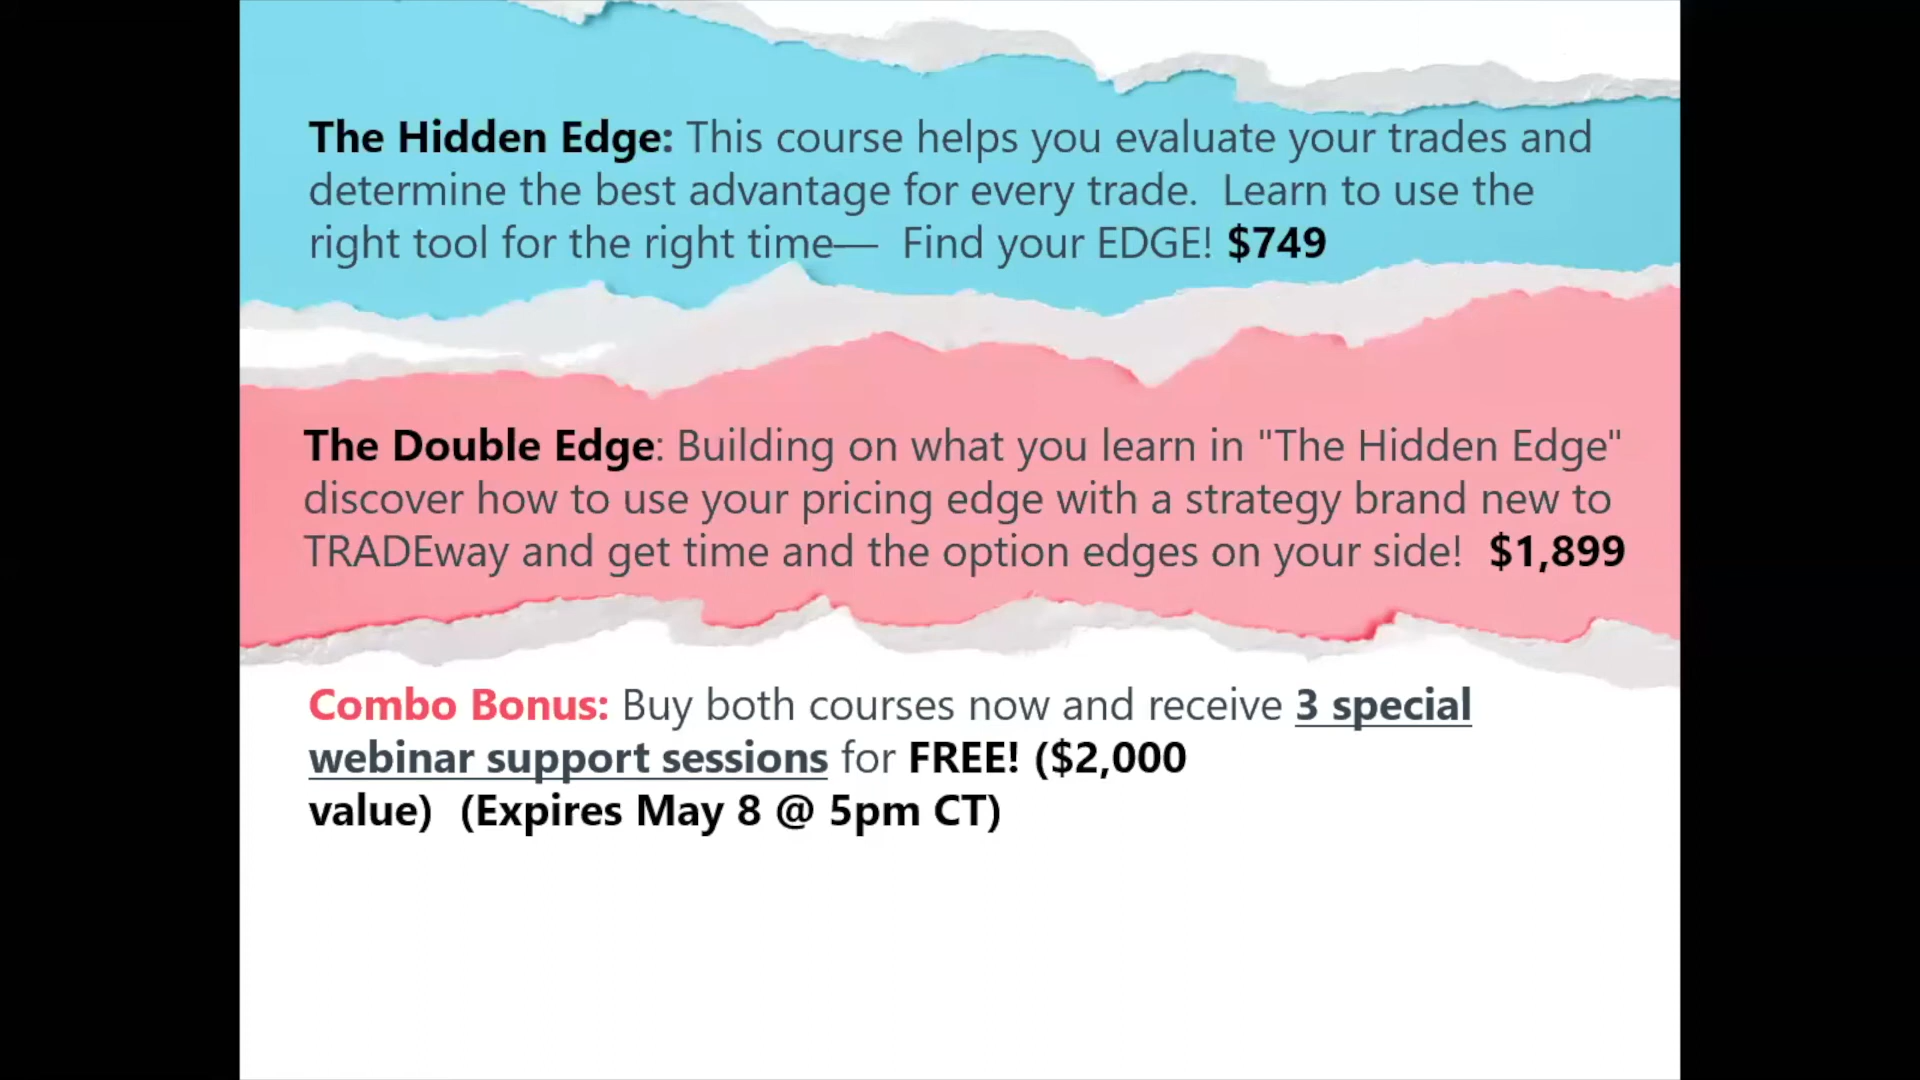 The Hidden Edge: This course helps you evaluate your trades and
determine the best advantage for every trade.  Learn to use the
right tool for the right time—  Find your EDGE! $749
The Double Edge: Building on what you learn in "The Hidden Edge"
discover how to use your pricing edge with a strategy brand new to
TRADEway and get time and the option edges on your side!  $1,899
Combo Bonus: Buy both courses now and receive 3 special
webinar support sessions for FREE! ($2,000
value)  (Expires May 8 @ 5pm CT)